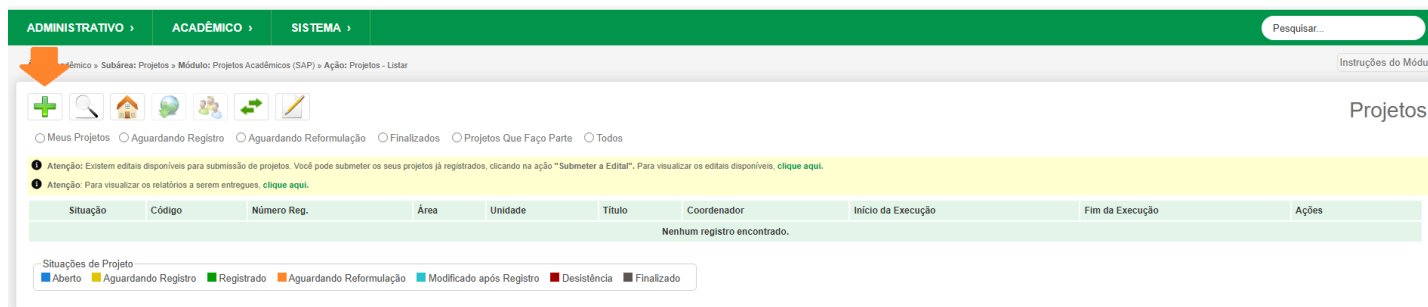 ADMINISTRATIVO › ACADÊMICO › SISTEMA › Pesquisar...
adêmico » Subárea: Projetos » Módulo: Projetos Acadêmicos (SAP) » Ação: Projetos - Listar Instruções do Módu
Projetos
Meus Projetos Aguardando Registro Aguardando Reformulação Finalizados Projetos Que Faço Parte Todos
Atenção: Existem editais disponíveis para submissão de projetos. Você pode submeter os seus projetos já registrados, clicando na ação "Submeter a Edital". Para visualizar os editais disponíveis, clique aqui.
Atenção: Para visualizar os relatórios a serem entregues, clique aqui.
Situação Código Número Reg. Área Unidade Título Coordenador Início da Execução Fim da Execução Ações
Nenhum registro encontrado.
Situações de Projeto
Aberto Aguardando Registro Registrado Aguardando Reformulação Modificado após Registro Desistência Finalizado